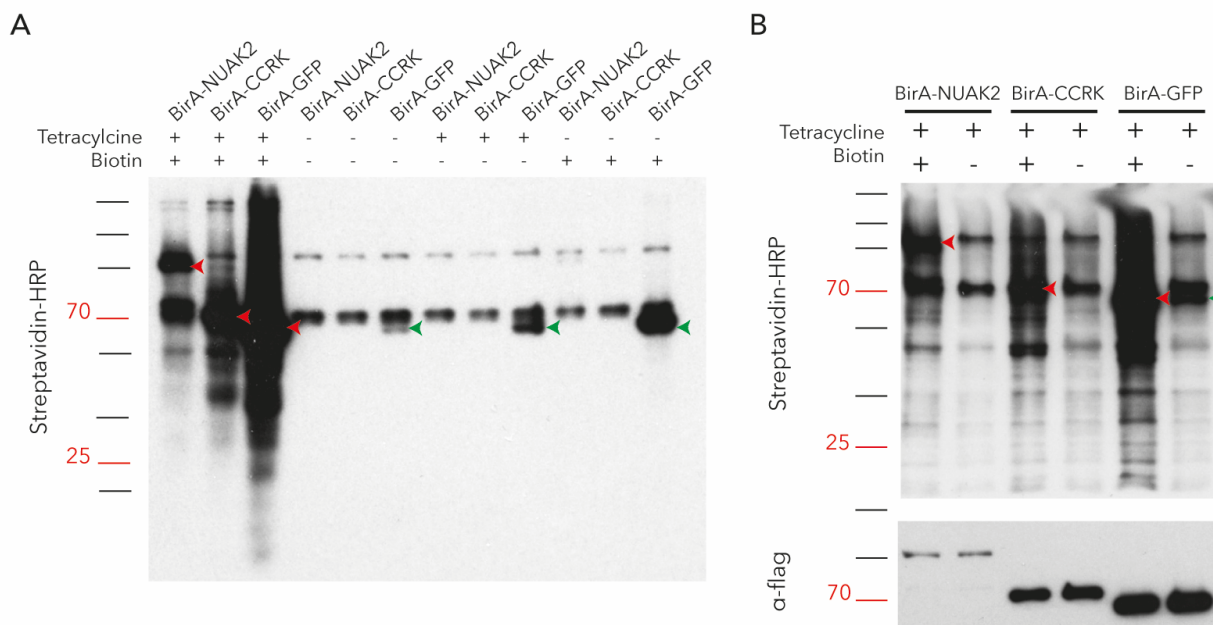 A
BirA-NUAK2 BirA-CCRK BirA-GFP BirA-NUAK2 BirA-CCRK BirA-GFP BirA-NUAK2 BirA-CCRK BirA-GFP BirA-NUAK2 BirA-CCRK BirA-GFP
Tetracylcine + + + - - - + + + - - -
Biotin + + + - - - - - - + + +
Streptavidin-HRP
70
25
B
BirA-NUAK2 BirA-CCRK BirA-GFP
Tetracycline + + + + + +
Biotin + - + - + -
Streptavidin-HRP
70
25
α-flag
70